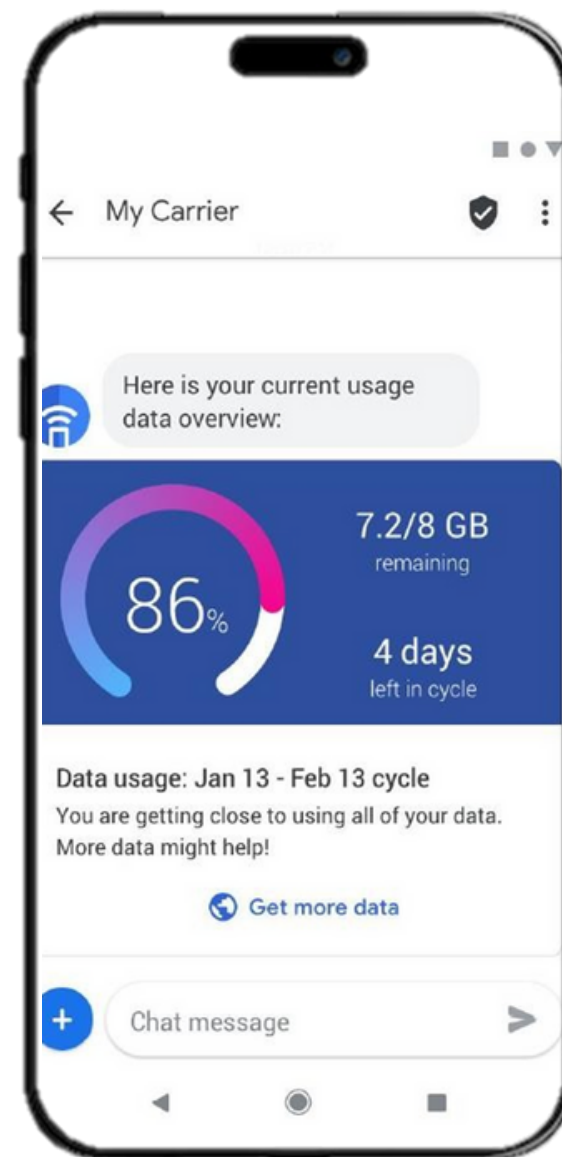 My Carrier
Here is your current usage
data overview:
86%
7.2/8 GB
remaining
4 days
left in cycle
Data usage: Jan 13 - Feb 13 cycle
You are getting close to using all of your data.
More data might help!
Get more data
Chat message